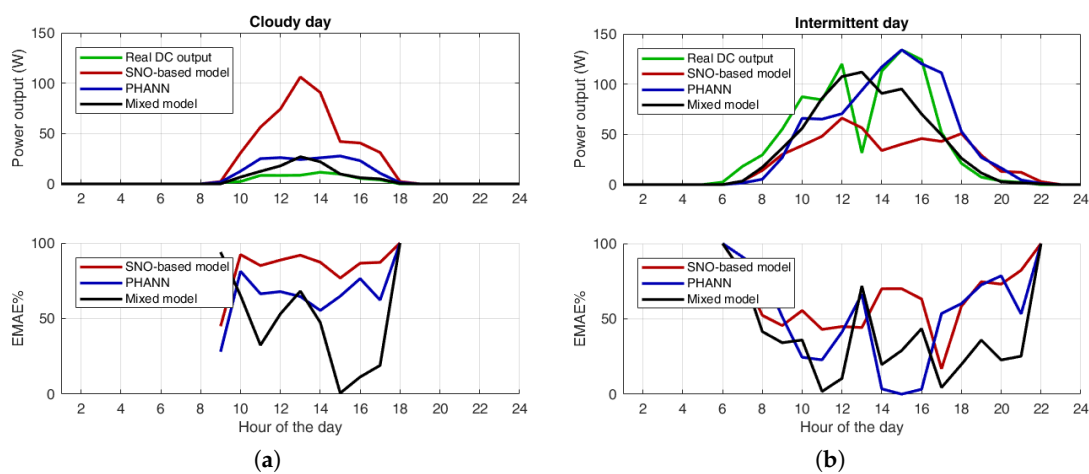 Cloudy day
Power output (W)
150
100
50
0
Real DC output
SNO-based model
PHANN
Mixed model
2 4 6 8 10 12 14 16 18 20 22 24
EMAE%
100
50
0
SNO-based model
PHANN
Mixed model
2 4 6 8 10 12 14 16 18 20 22 24
Hour of the day
(a)
Intermittent day
Power output (W)
150
100
50
0
Real DC output
SNO-based model
PHANN
Mixed model
2 4 6 8 10 12 14 16 18 20 22 24
EMAE%
100
50
0
SNO-based model
PHANN
Mixed model
2 4 6 8 10 12 14 16 18 20 22 24
Hour of the day
(b)